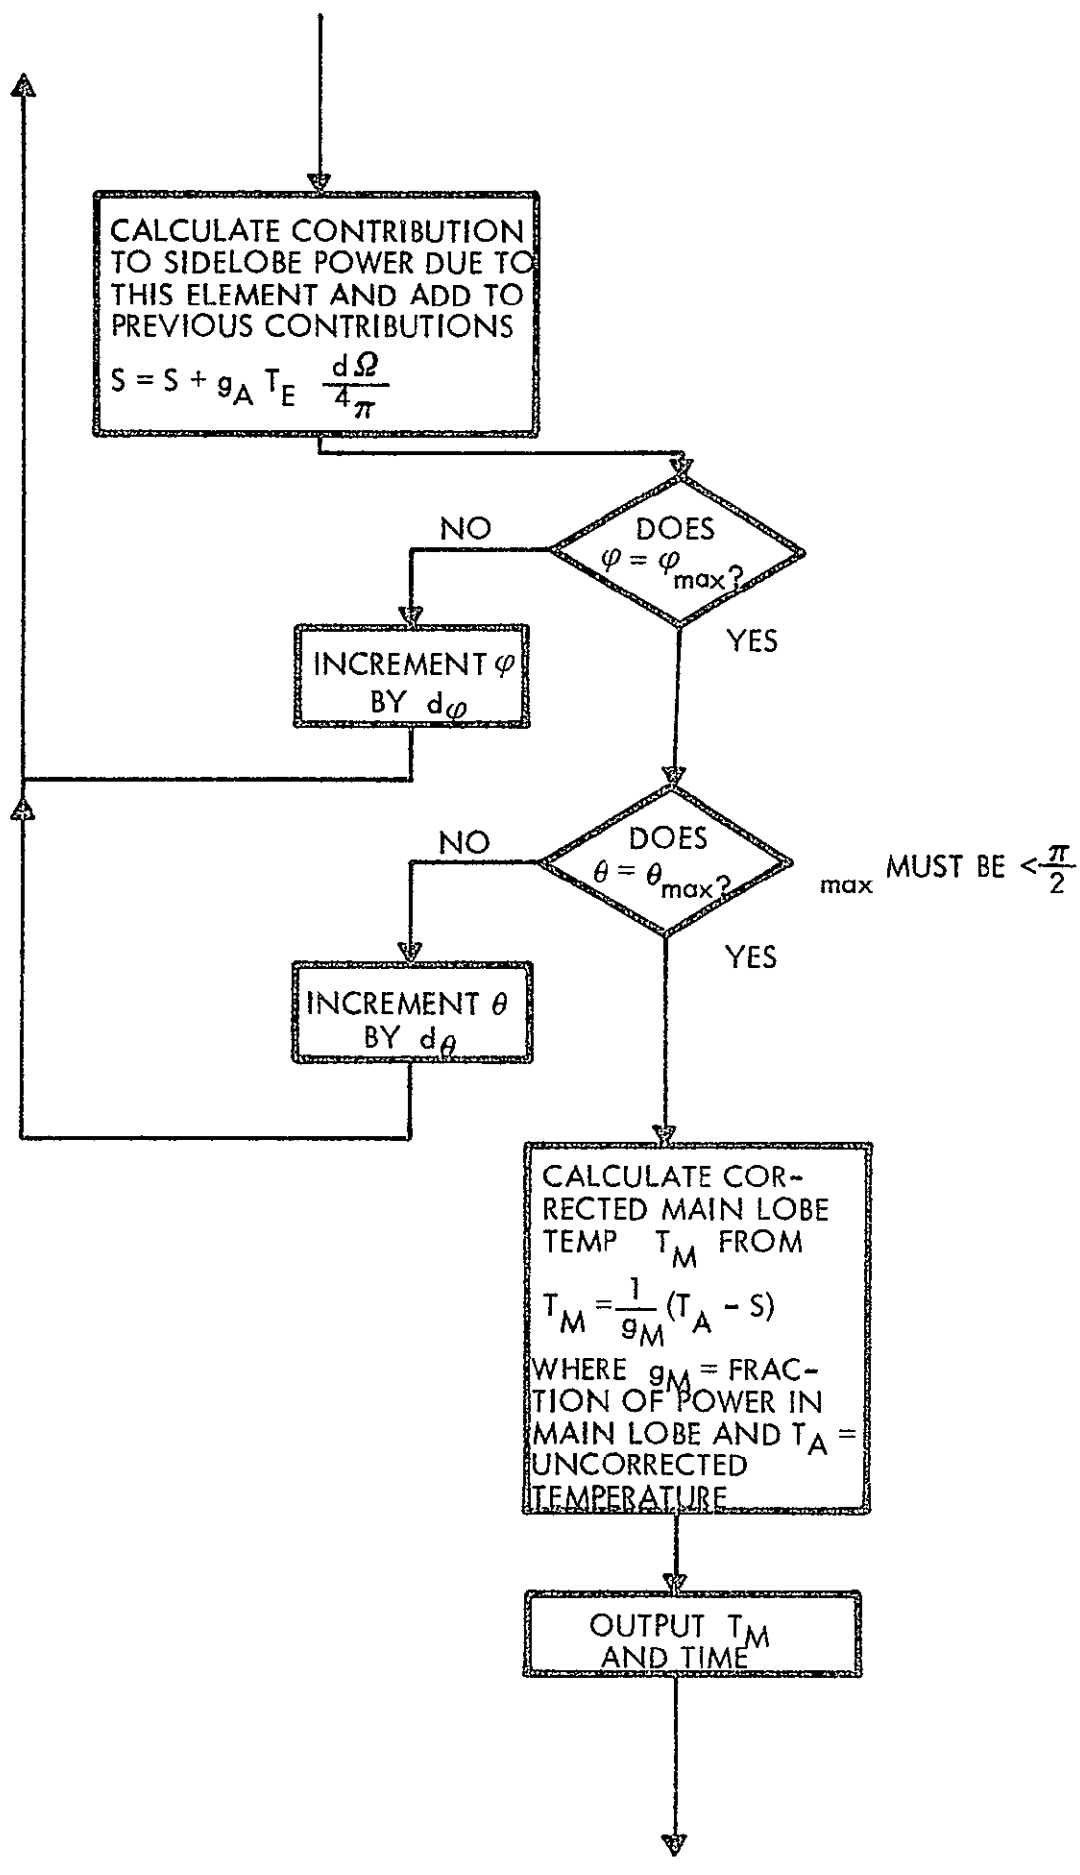 CALCULATE CONTRIBUTION
TO SIDELOBE POWER DUE TO
THIS ELEMENT AND ADD TO
PREVIOUS CONTRIBUTIONS
S = S + g_A T_E dΩ/4π
DOES
φ = φ_max?
NO
YES
INCREMENT φ
BY dφ
DOES
θ = θ_max?
NO
max MUST BE < π/2
YES
INCREMENT θ
BY dθ
CALCULATE COR-
RECTED MAIN LOBE
TEMP T_M FROM
T_M = 1/g_M (T_A - S)
WHERE g_M = FRAC-
TION OF POWER IN
MAIN LOBE AND T_A =
UNCORRECTED
TEMPERATURE
OUTPUT T_M
AND TIME